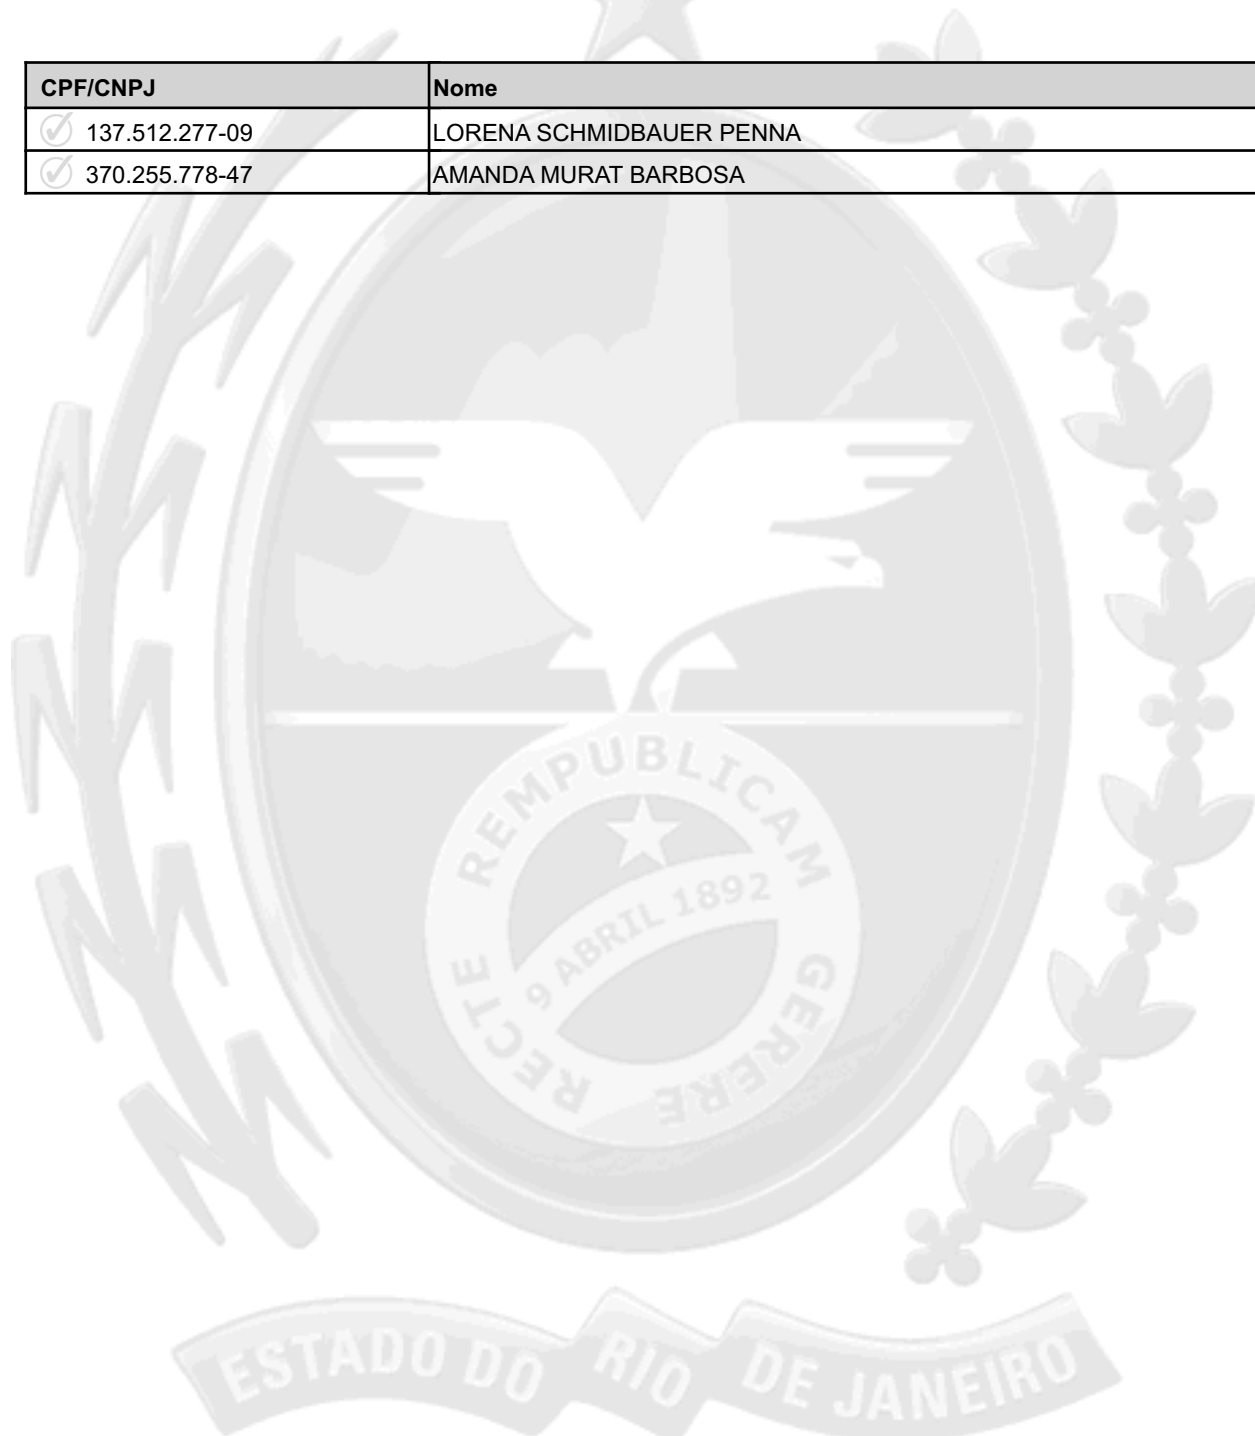 CPF/CNPJ Nome
137.512.277-09 LORENA SCHMIDBAUER PENNA
370.255.778-47 AMANDA MURAT BARBOSA
RECTE REMPUBLICAM GERERE
9 ABRIL 1892
ESTADO DO RIO DE JANEIRO